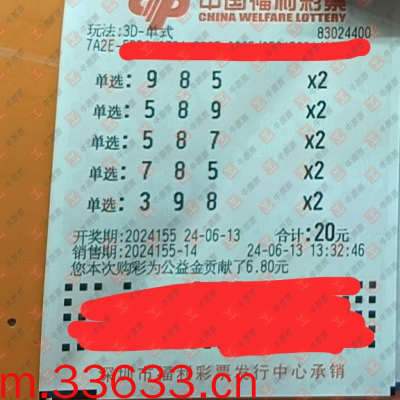 中国福利彩票
CHINA WELFARE LOTTERY
玩法:3D-单式 83024400
7A2E-
单选: 9 8 5 x2
单选: 5 8 9 x2
单选: 5 8 7 x2
单选: 7 8 5 x2
单选: 3 9 8 x2
开奖期:2024155 24-06-13 合计:20元
销售期:2024155-14 24-06-13 13:32:46
您本次购彩为公益金贡献了6.80元
深圳市福利彩票发行中心承销
m.33633.cn